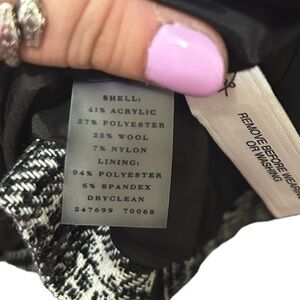 SHELL:
41% ACRYLIC
27% POLYESTER
25% WOOL
7% NYLON
LINING:
94% POLYESTER
6% SPANDEX
DRYCLEAN
247699 70068
REMOVE BEFORE WEARING
OR WASHING